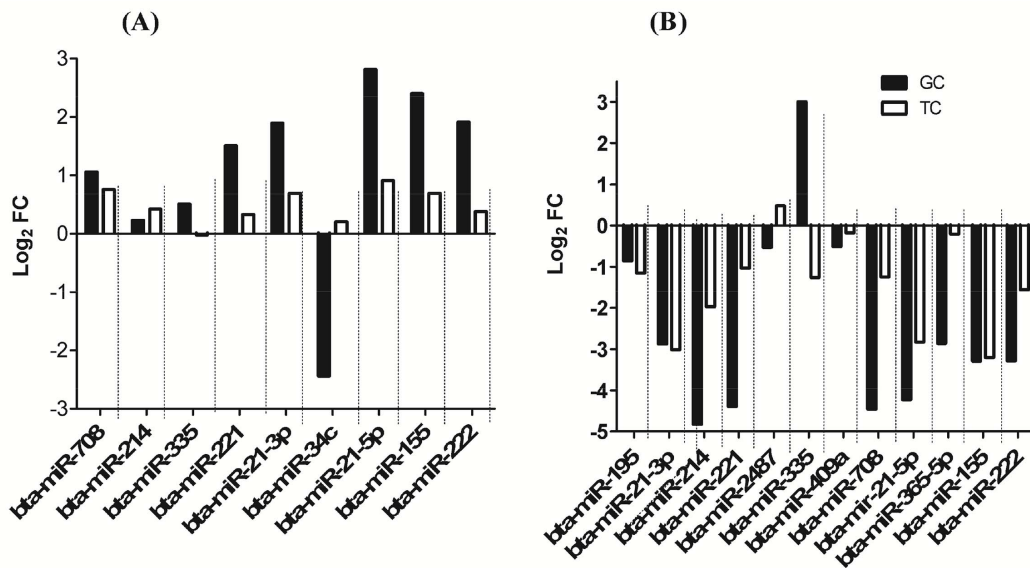 (A)
Log2 FC
3
2
1
0
-1
-2
-3
bta-miR-708
bta-miR-214
bta-miR-335
bta-miR-221
bta-miR-21-3p
bta-miR-34c
bta-miR-21-5p
bta-miR-155
bta-miR-222
(B)
GC
TC
Log2 FC
3
2
1
0
-1
-2
-3
-4
-5
bta-miR-195
bta-miR-21-3p
bta-miR-214
bta-miR-221
bta-miR-2487
bta-miR-335
bta-miR-409a
bta-miR-708
bta-mir-21-5p
bta-miR-365-5p
bta-miR-155
bta-miR-222